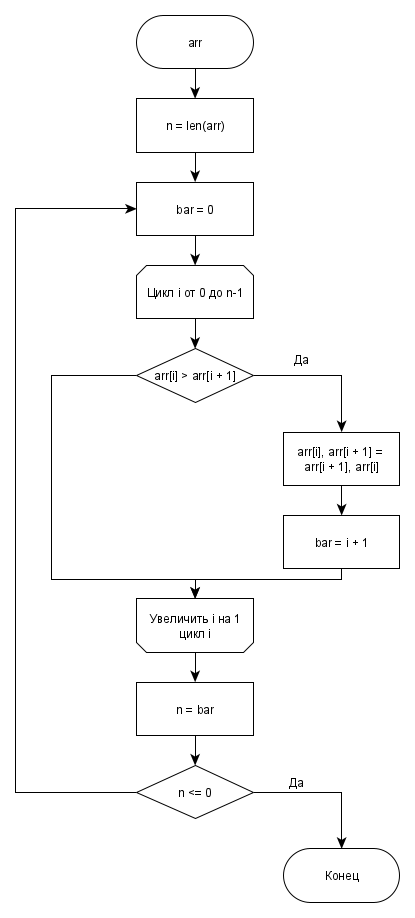 arr
n = len(arr)
bar = 0
Цикл i от 0 до n-1
arr[i] > arr[i + 1]
Да
arr[i], arr[i + 1] =
arr[i + 1], arr[i]
bar = i + 1
Увеличить i на 1
цикл i
n = bar
n <= 0
Да
Конец